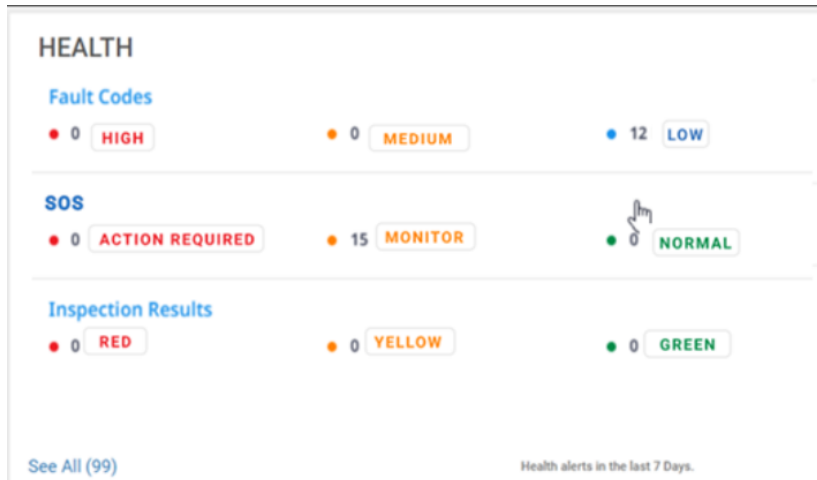 HEALTH
Fault Codes
0 HIGH 0 MEDIUM 12 LOW
SOS
0 ACTION REQUIRED 15 MONITOR 0 NORMAL
Inspection Results
0 RED 0 YELLOW 0 GREEN
See All (99) Health alerts in the last 7 Days.